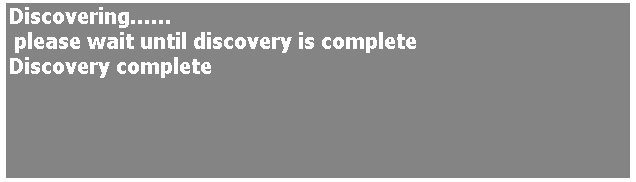 Discovering......
please wait until discovery is complete
Discovery complete